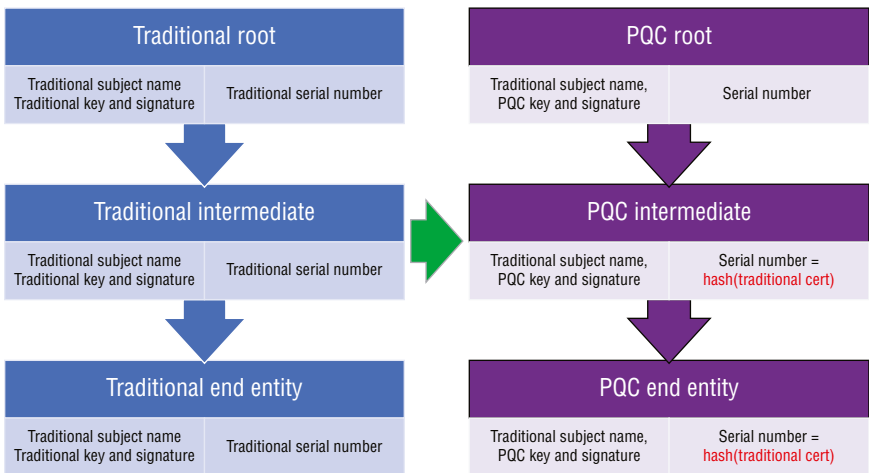 Traditional root
Traditional subject name
Traditional key and signature
Traditional serial number
Traditional intermediate
Traditional subject name
Traditional key and signature
Traditional serial number
Traditional end entity
Traditional subject name
Traditional key and signature
Traditional serial number
PQC root
Traditional subject name,
PQC key and signature
Serial number
PQC intermediate
Traditional subject name,
PQC key and signature
Serial number =
hash(traditional cert)
PQC end entity
Traditional subject name,
PQC key and signature
Serial number =
hash(traditional cert)